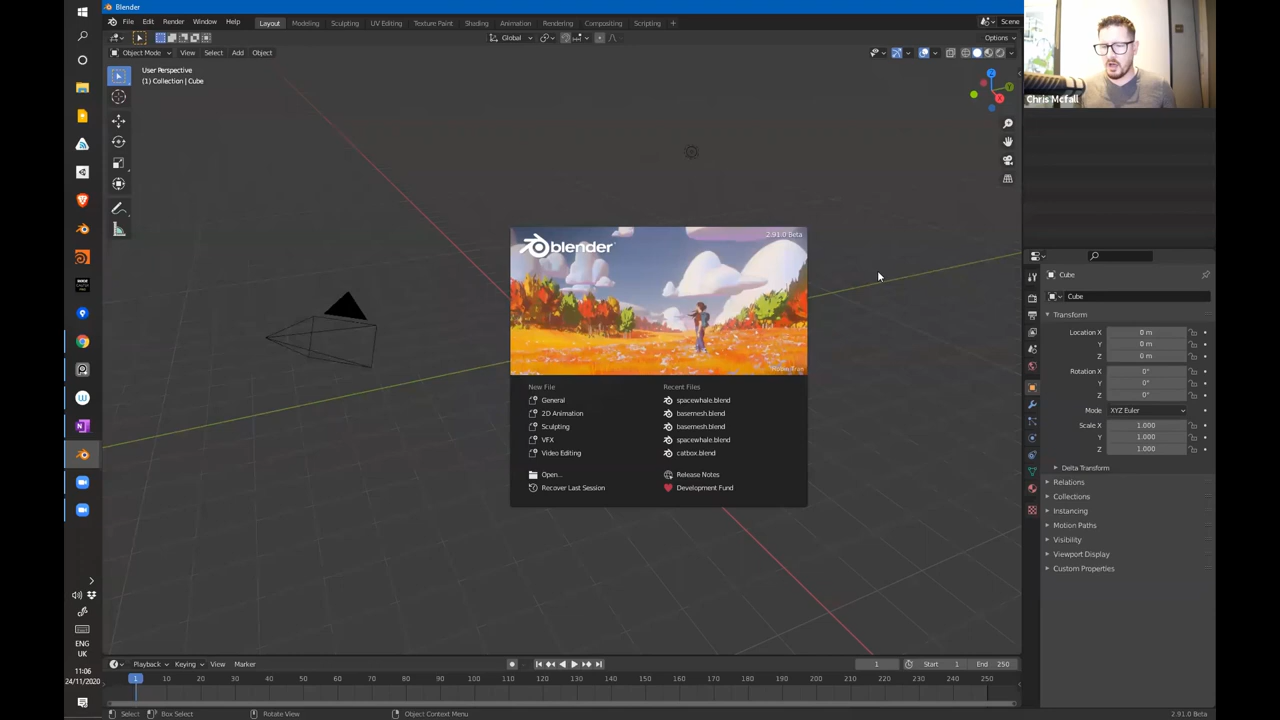 Blender
File Edit Render Window Help
Layout Modeling Sculpting UV Editing Texture Paint Shading Animation Rendering Compositing Scripting +
Scene
Global
Options
Object Mode View Select Add Object
User Perspective
(1) Collection | Cube
Z
Y
X
Chris Mcfall
blender
2.91.0 Beta
New File
General
2D Animation
Sculpting
VFX
Video Editing
Open...
Recover Last Session
Recent Files
spacewhale.blend
basemesh.blend
basemesh.blend
spacewhale.blend
catbox.blend
Release Notes
Development Fund
Cube
Cube
Transform
Location X 0 m
Y 0 m
Z 0 m
Rotation X 0°
Y 0°
Z 0°
Mode XYZ Euler
Scale X 1.000
Y 1.000
Z 1.000
Delta Transform
Relations
Collections
Instancing
Motion Paths
Visibility
Viewport Display
Custom Properties
Playback Keying View Marker
1 Start 1 End 250
1 10 20 30 40 50 60 70 80 90 100 110 120 130 140 150 160 170 180 190 200 210 220 230 240 250
Select Box Select Rotate View Object Context Menu
2.91.0 Beta
ENG
UK
11:06
24/11/2020